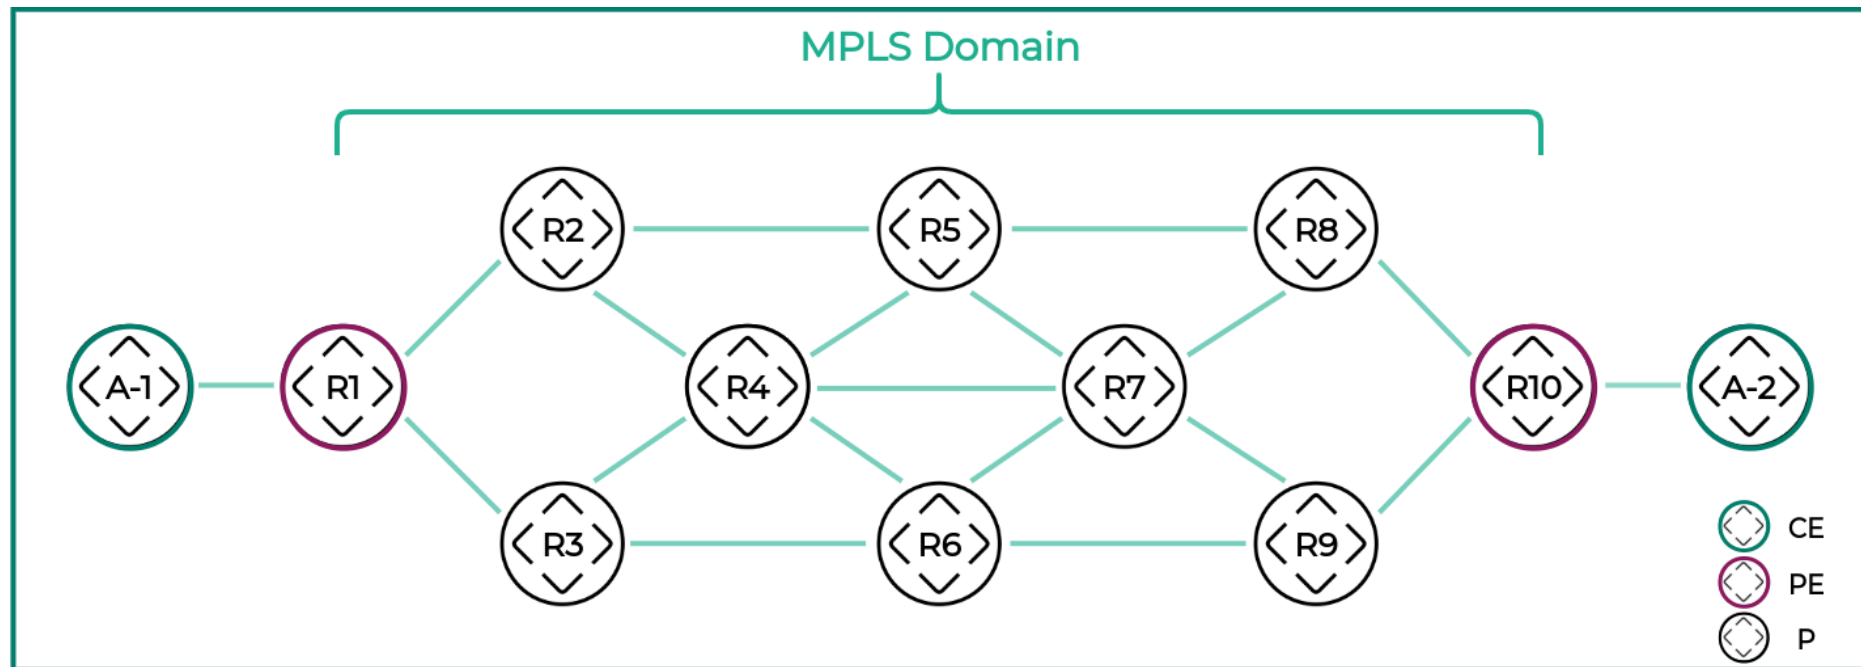 MPLS Domain
R2
R5
R8
A-1
R1
R4
R7
R10
A-2
R3
R6
R9
CE
PE
P